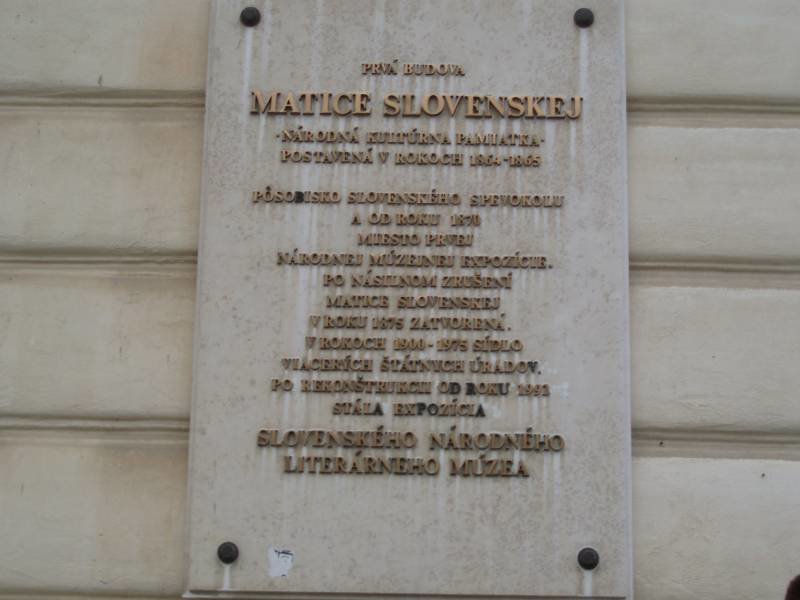 PRVÁ BUDOVA
MATICE SLOVENSKEJ
·NÁRODNÁ KULTÚRNA PAMIATKA·
POSTAVENÁ V ROKOCH 1864-1865
PÔSOBISKO SLOVENSKÉHO SPEVOKOLU
A OD ROKU 1870
MIESTO PRVEJ
NÁRODNEJ MÚZEJNEJ EXPOZÍCIE.
PO NÁSILNOM ZRUŠENÍ
MATICE SLOVENSKEJ
V ROKU 1875 ZATVORENÁ.
V ROKOCH 1900-1975 SÍDLO
VIACERÝCH ŠTÁTNYCH ÚRADOV.
PO REKONŠTRUKCII OD ROKU 1992
STÁLA EXPOZÍCIA
SLOVENSKÉHO NÁRODNÉHO
LITERÁRNEHO MÚZEA